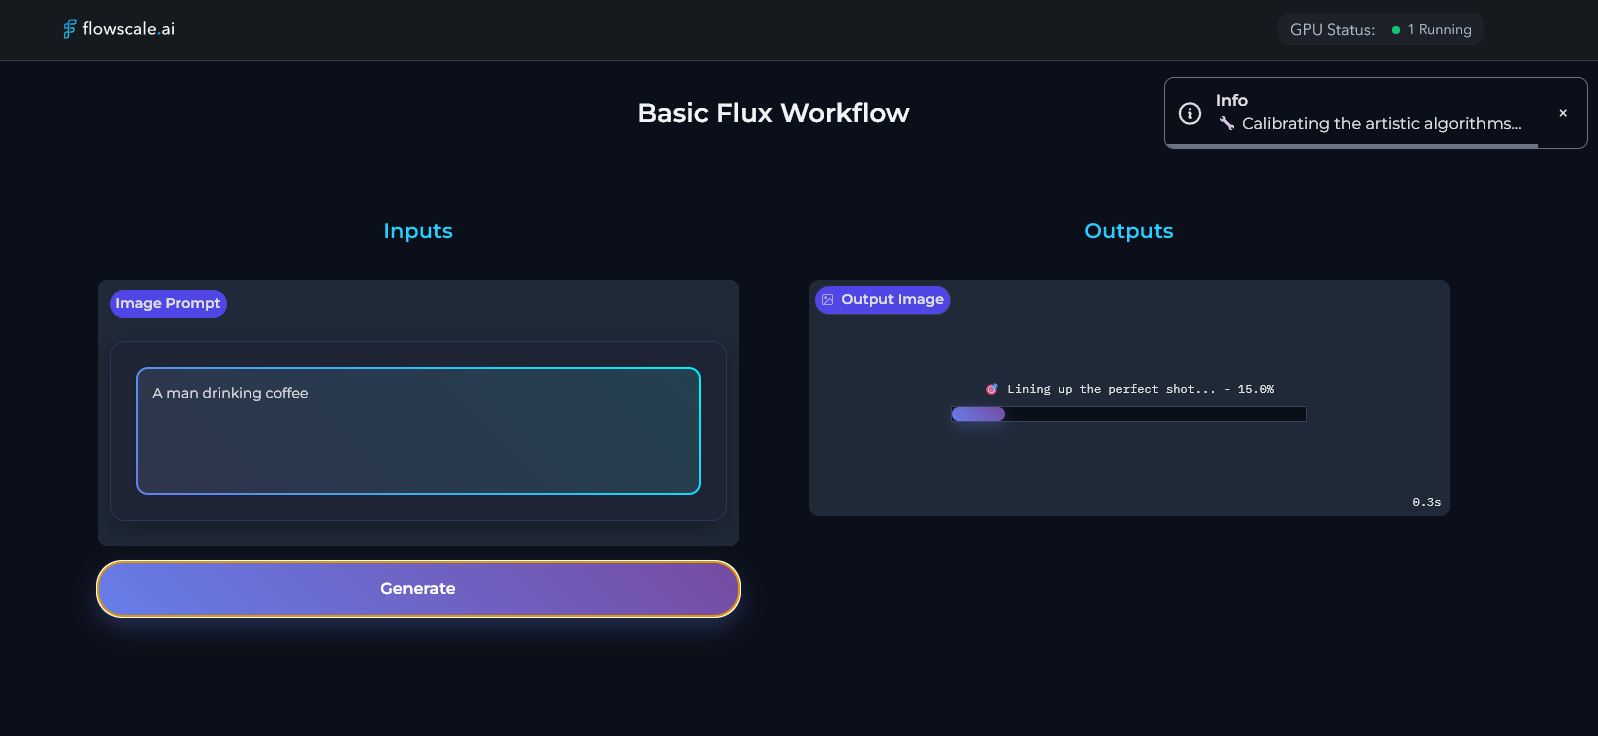 flowscale.ai
GPU Status: 1 Running
Basic Flux Workflow
Info
🔧 Calibrating the artistic algorithms...
Inputs
Image Prompt
A man drinking coffee
Generate
Outputs
Output Image
🎯 Lining up the perfect shot... - 15.0%
0.3s